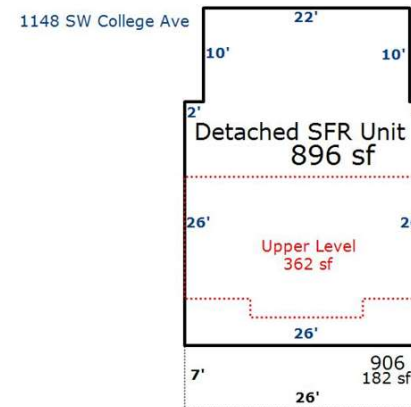 1148 SW College Ave
22'
10'
10'
2'
Detached SFR Unit
896 sf
26'
Upper Level
362 sf
26'
7'
906
182 sf
26'